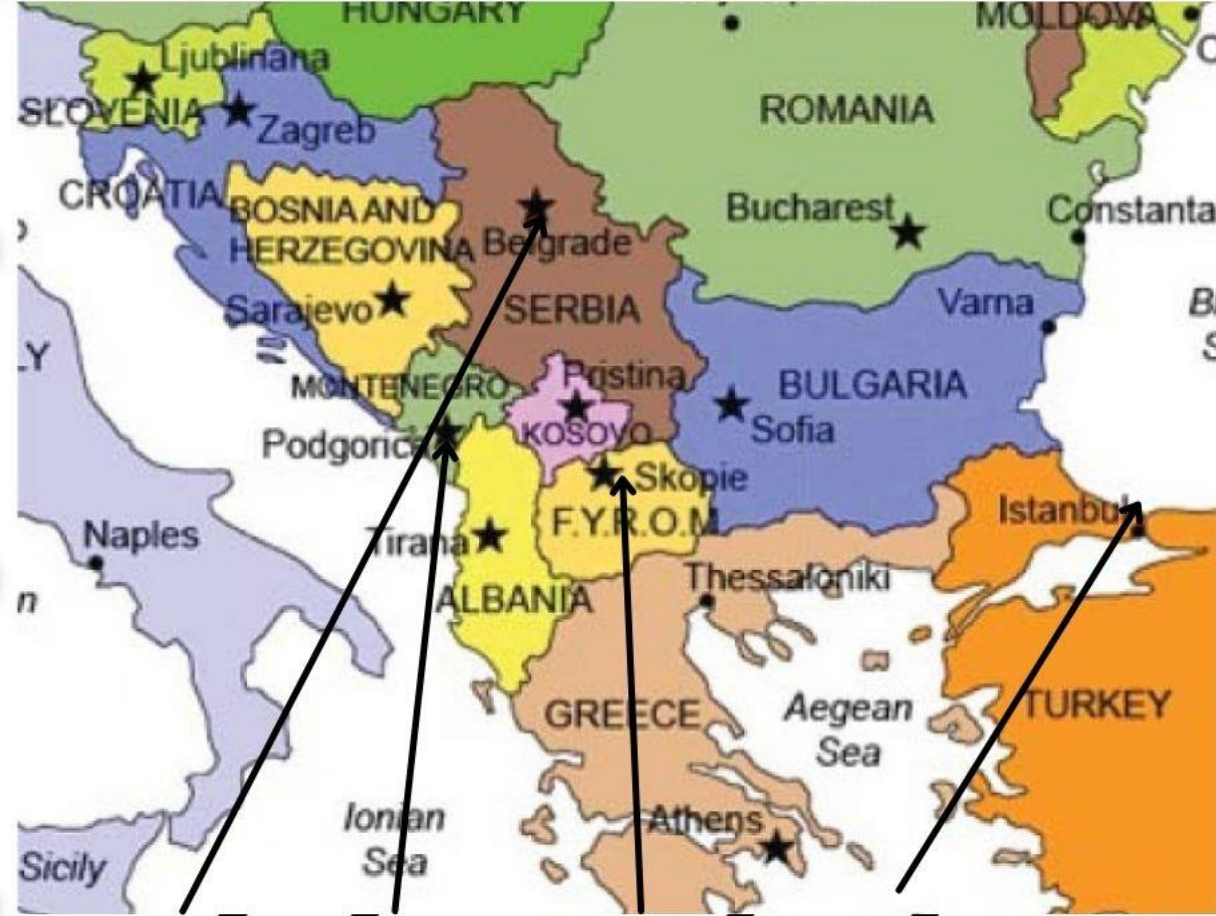 HUNGARY
MOLDOVA
Ljublinana
SLOVENIA
Zagreb
ROMANIA
CROATIA
BOSNIA AND
HERZEGOVINA
Bucharest
Constanta
Belgrade
Sarajevo
SERBIA
Varna
MONTENEGRO
Pristina
BULGARIA
KOSOVO
Sofia
Podgorica
Skopie
F.Y.R.O.M
Istanbul
Naples
Tirana
Thessaloniki
ALBANIA
GREECE
Aegean
Sea
TURKEY
Ionian
Sea
Athens
Sicily